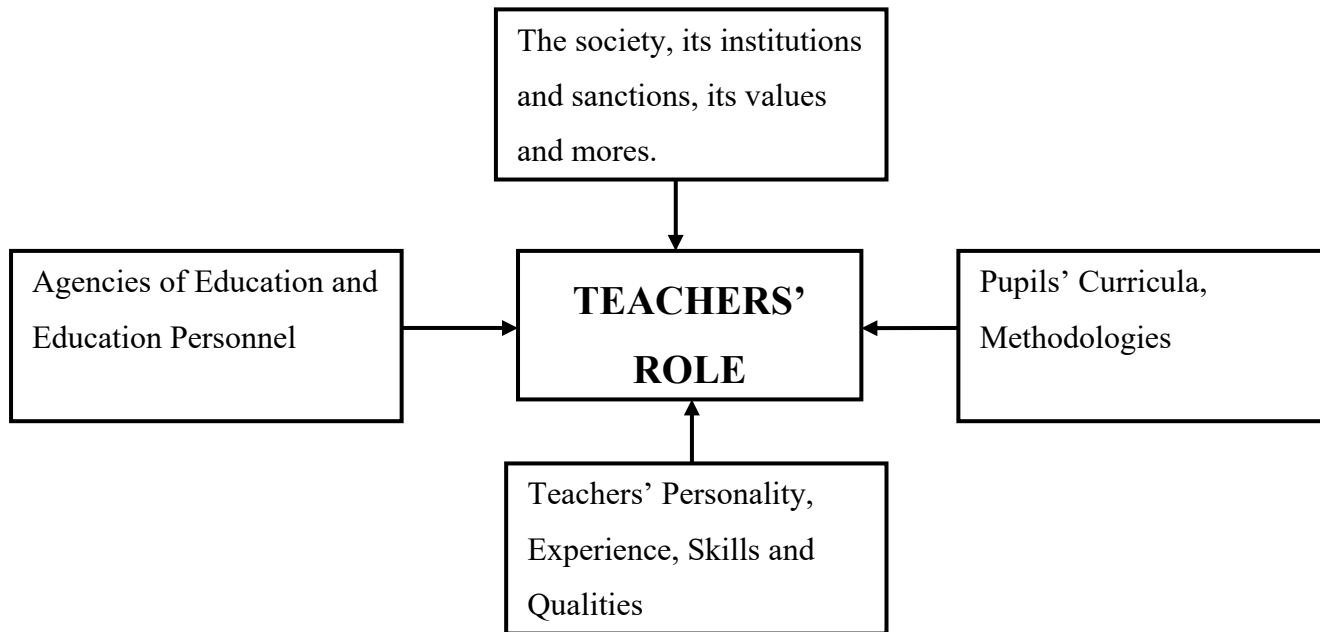 The society, its institutions
and sanctions, its values
and mores.
Agencies of Education and
Education Personnel
TEACHERS’
ROLE
Pupils’ Curricula,
Methodologies
Teachers’ Personality,
Experience, Skills and
Qualities